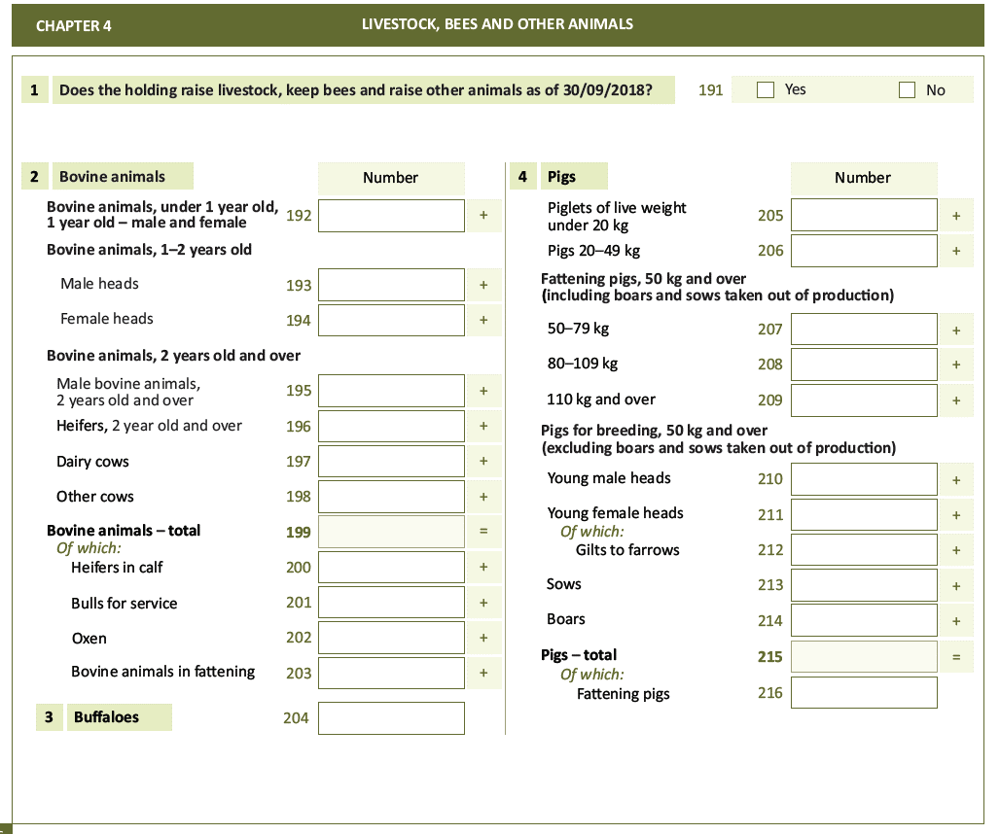 CHAPTER 4
LIVESTOCK, BEES AND OTHER ANIMALS
1 Does the holding raise livestock, keep bees and raise other animals as of 30/09/2018? 191 Yes No
2 Bovine animals Number
Bovine animals, under 1 year old,
1 year old – male and female 192 +
Bovine animals, 1–2 years old
Male heads 193 +
Female heads 194 +
Bovine animals, 2 years old and over
Male bovine animals,
2 years old and over 195 +
Heifers, 2 year old and over 196 +
Dairy cows 197 +
Other cows 198 +
Bovine animals – total 199 =
Of which:
Heifers in calf 200 +
Bulls for service 201 +
Oxen 202 +
Bovine animals in fattening 203 +
3 Buffaloes 204
4 Pigs Number
Piglets of live weight
under 20 kg 205 +
Pigs 20–49 kg 206 +
Fattening pigs, 50 kg and over
(including boars and sows taken out of production)
50–79 kg 207 +
80–109 kg 208 +
110 kg and over 209 +
Pigs for breeding, 50 kg and over
(excluding boars and sows taken out of production)
Young male heads 210 +
Young female heads 211 +
Of which:
Gilts to farrows 212 +
Sows 213 +
Boars 214 +
Pigs – total 215 =
Of which:
Fattening pigs 216